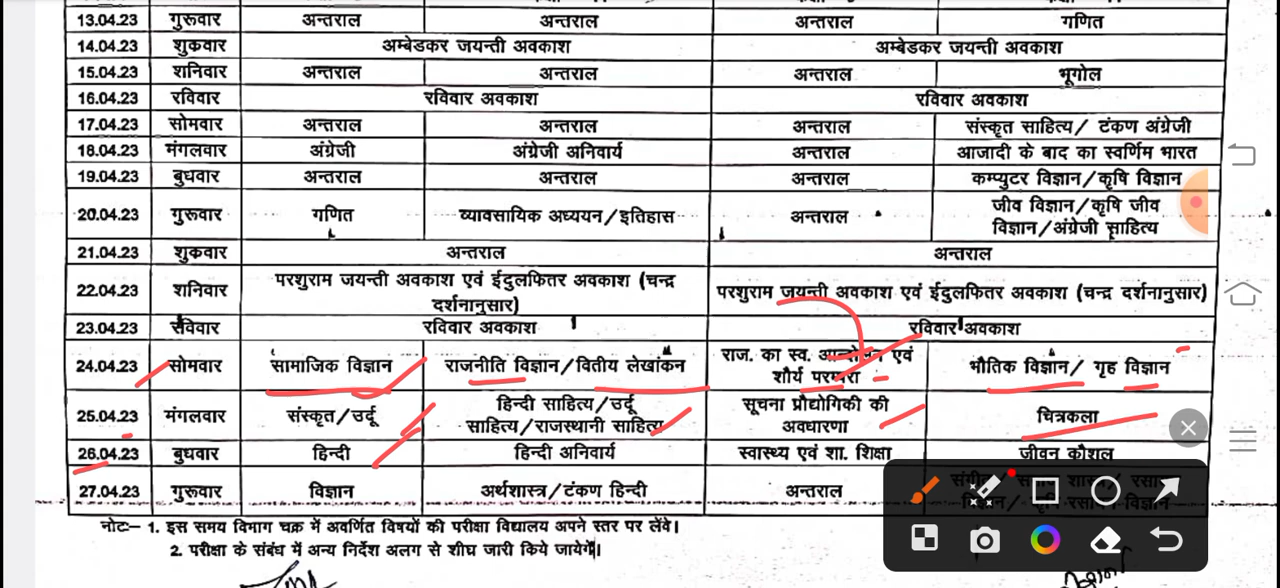 13.04.23 गुरूवार अन्तराल अन्तराल अन्तराल गणित
14.04.23 शुकवार अम्बेडकर जयन्ती अवकाश अम्बेडकर जयन्ती अवकाश
15.04.23 शनिवार अन्तराल अन्तराल अन्तराल भूगोल
16.04.23 रविवार रविवार अवकाश रविवार अवकाश
17.04.23 सोमवार अन्तराल अन्तराल अन्तराल संस्कृत साहित्य/ टंकण अंग्रेजी
18.04.23 मंगलवार अंग्रेजी अंग्रेजी अनिवार्य अन्तराल आजादी के बाद का स्वर्णिम भारत
19.04.23 बुधवार अन्तराल अन्तराल अन्तराल कम्प्युटर विज्ञान/कृषि विज्ञान
20.04.23 गुरूवार गणित व्यावसायिक अध्ययन/इतिहास अन्तराल जीव विज्ञान/कृषि जीव
विज्ञान/अंग्रेजी साहित्य
21.04.23 शुकवार अन्तराल अन्तराल
22.04.23 शनिवार परशुराम जयन्ती अवकाश एवं ईदुलफितर अवकाश (चन्द्र
दर्शनानुसार) परशुराम जयन्ती अवकाश एवं ईदुलफितर अवकाश (चन्द्र दर्शनानुसार)
23.04.23 रविवार रविवार अवकाश रविवार अवकाश
24.04.23 सोमवार सामाजिक विज्ञान राजनीति विज्ञान/वितीय लेखांकन राज. का स्व. आन्दोलन एवं
शौर्य परम्परा भौतिक विज्ञान/ गृह विज्ञान
25.04.23 मंगलवार संस्कृत/उर्दू हिन्दी साहित्य/उर्दू
साहित्य/राजस्थानी साहित्य सूचना प्रौद्योगिकी की
अवधारणा चित्रकला
26.04.23 बुधवार हिन्दी हिन्दी अनिवार्य स्वास्थ्य एवं शा. शिक्षा जीवन कौशल
27.04.23 गुरूवार विज्ञान अर्थशास्त्र/टंकण हिन्दी अन्तराल
नोटः– 1. इस समय विभाग चक्र में अवर्णित विषयों की परीक्षा विद्यालय अपने स्तर पर लेवे।
2. परीक्षा के संबंध में अन्य निर्देश अलग से शीघ्र जारी किये जायेगें।